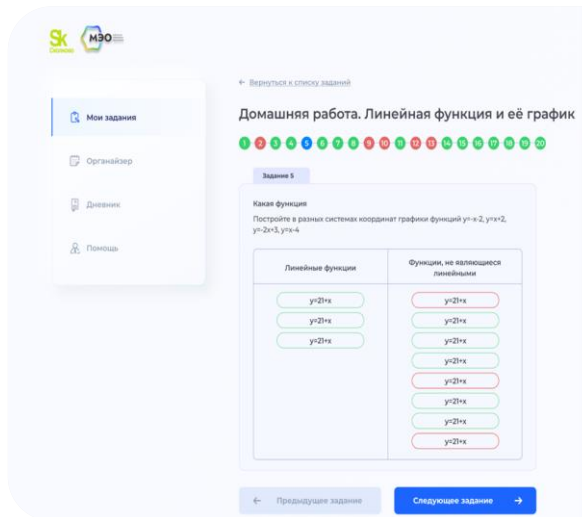 Sk
Сколково
МЭО
← Вернуться к списку заданий
Мои задания
Органайзер
Дневник
Помощь
Домашняя работа. Линейная функция и её график
1 2 3 4 5 6 7 8 9 10 11 12 13 14 15 16 17 18 19 20
Задание 5
Какая функция
Постройте в разных системах координат графики функций y=-x-2, y=x+2,
y=-2x+3, y=x-4
Линейные функции
Функции, не являющиеся
линейными
y=21+x y=21+x
y=21+x y=21+x
y=21+x y=21+x
y=21+x
y=21+x
y=21+x
y=21+x
y=21+x
← Предыдущее задание
Следующее задание →